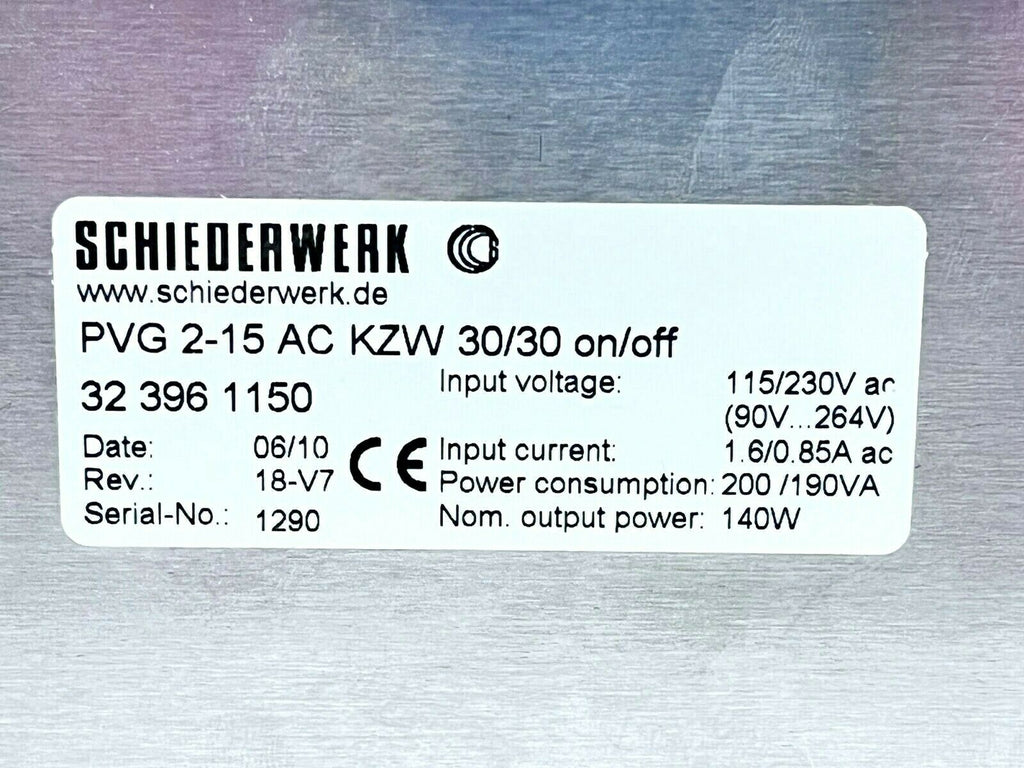 SCHIEDERWERK
www.schiederwerk.de
PVG 2-15 AC KZW 30/30 on/off
32 396 1150
Input voltage: 115/230V ac
(90V...264V)
Date: 06/10
Rev.: 18-V7
Serial-No.: 1290
CE
Input current: 1.6/0.85A ac
Power consumption: 200 /190VA
Nom. output power: 140W